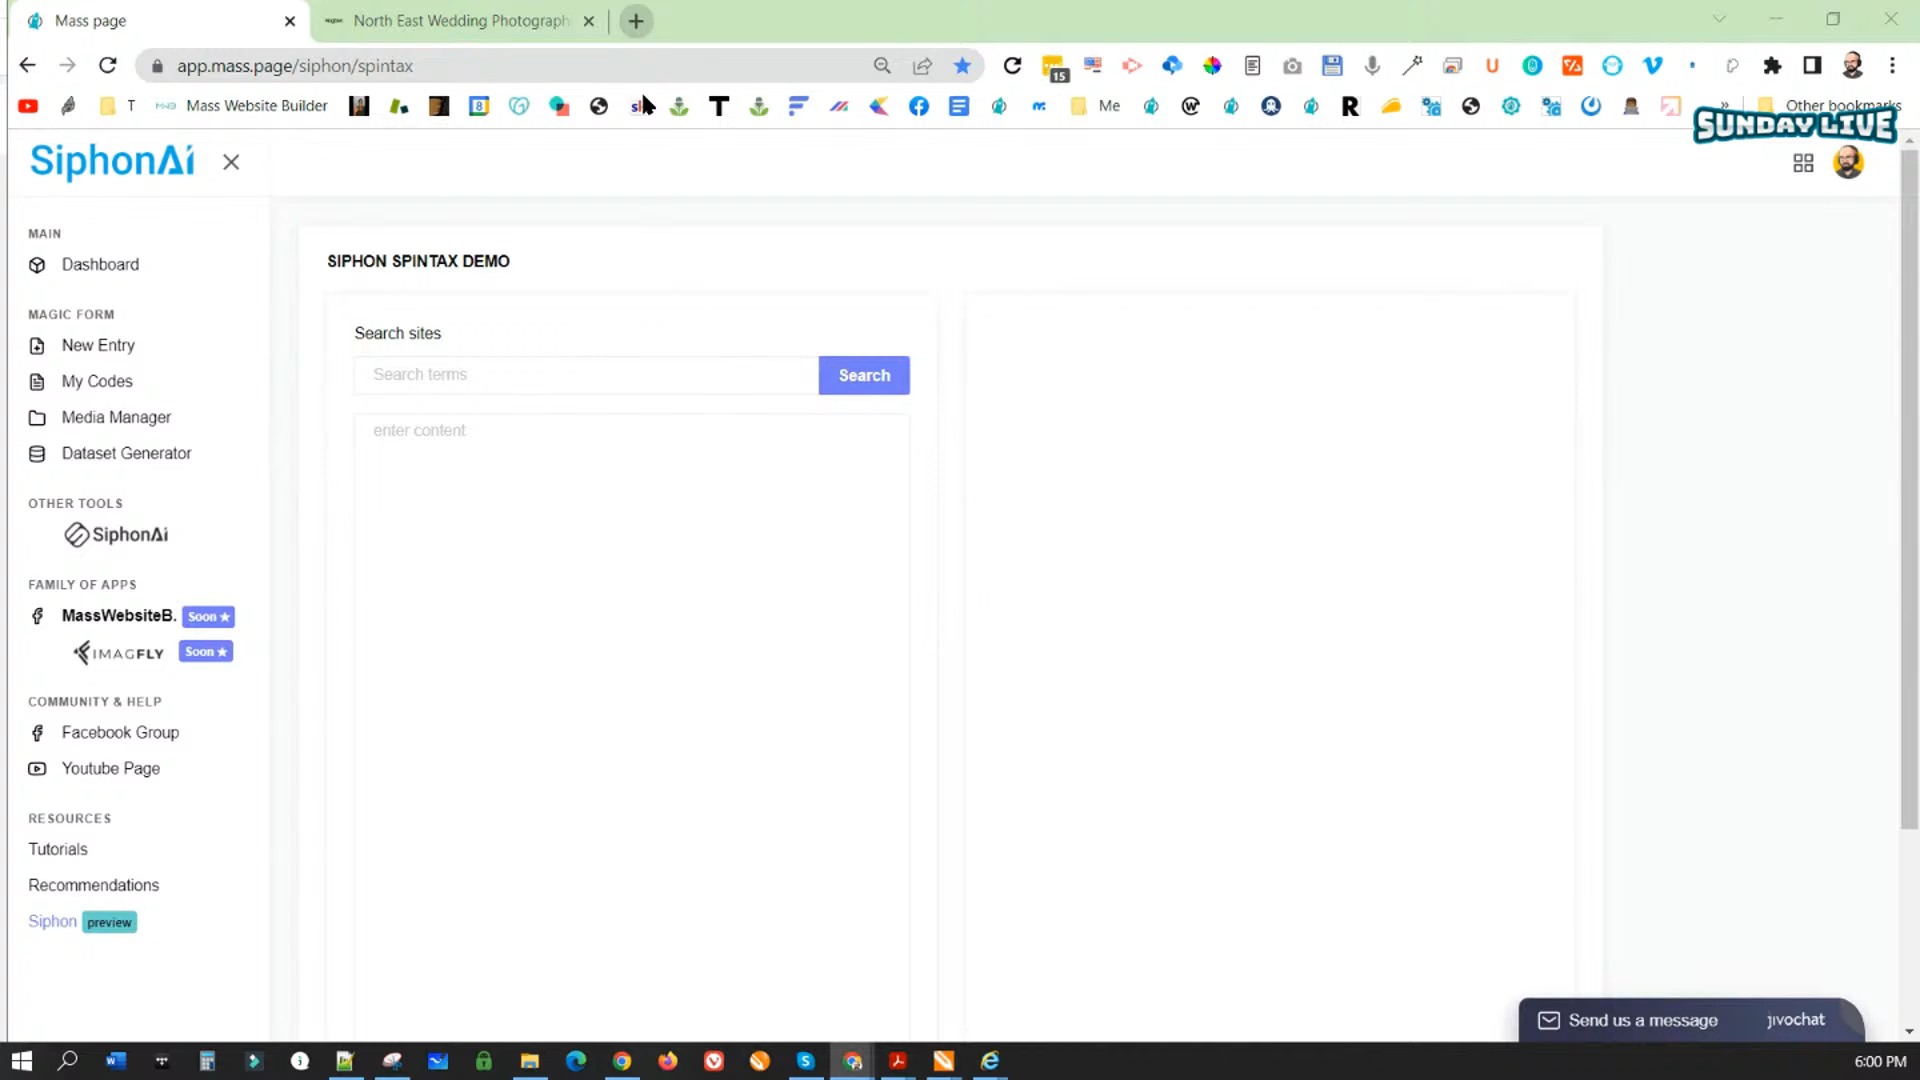 Mass page
North East Wedding Photograph
app.mass.page/siphon/spintax
15
T
Mass Website Builder
Me
Other bookmarks
SUNDAY LIVE
SiphonAi
MAIN
Dashboard
MAGIC FORM
New Entry
My Codes
Media Manager
Dataset Generator
OTHER TOOLS
SiphonAi
FAMILY OF APPS
MassWebsiteB. Soon ★
IMAGFLY Soon ★
COMMUNITY & HELP
Facebook Group
Youtube Page
RESOURCES
Tutorials
Recommendations
Siphon preview
SIPHON SPINTAX DEMO
Search sites
Search terms
Search
enter content
Send us a message jivochat
6:00 PM